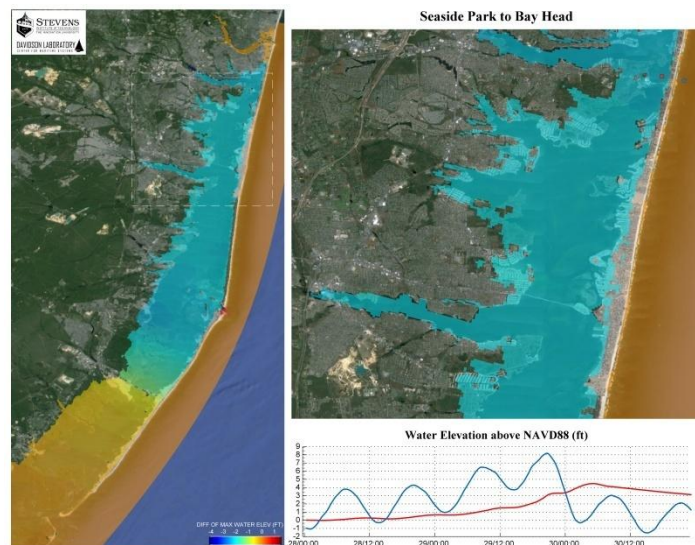 STEVENS
DAVIDSON LABORATORY
Seaside Park to Bay Head
DIFF OF MAX WATER ELEV (FT)
-4 -3 -2 -1 0 1
Water Elevation above NAVD88 (ft)
9
8
7
6
5
4
3
2
1
0
-1
-2
28/00:00 28/12:00 29/00:00 29/12:00 30/00:00 30/12:00